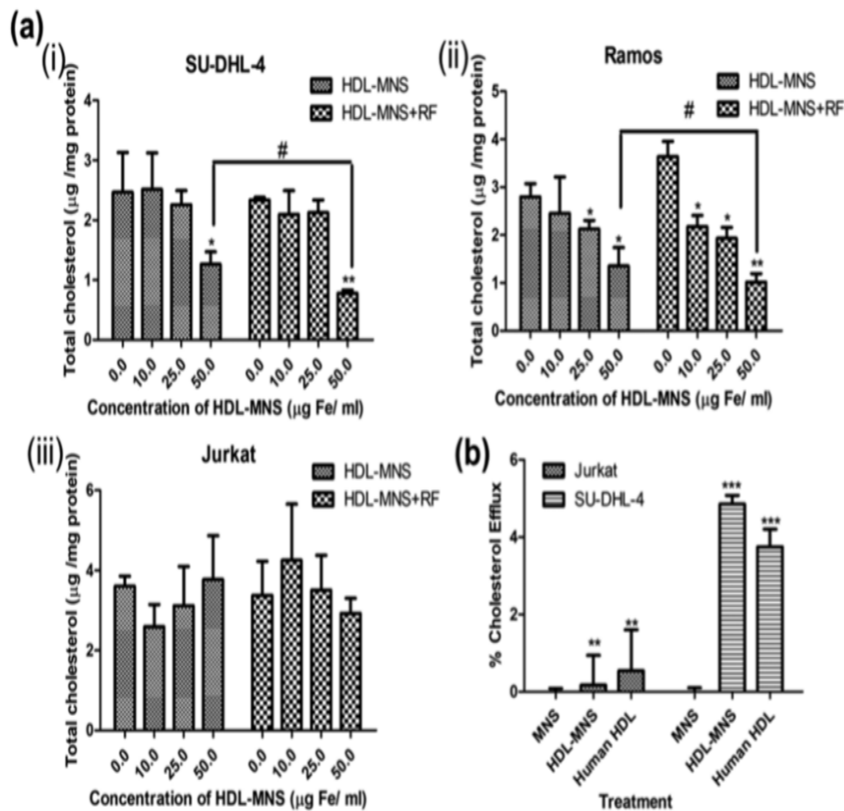 (a)
(i)
SU-DHL-4
HDL-MNS
HDL-MNS+RF
Total cholesterol (µg /mg protein)
4
3
2
1
0
#
*
**
0.0 10.0 25.0 50.0 0.0 10.0 25.0 50.0
Concentration of HDL-MNS (µg Fe/ ml)
(ii)
Ramos
HDL-MNS
HDL-MNS+RF
Total cholesterol (µg /mg protein)
5
4
3
2
1
0
#
* * * * **
0.0 10.0 25.0 50.0 0.0 10.0 25.0 50.0
Concentration of HDL-MNS (µg Fe/ ml)
(iii)
Jurkat
HDL-MNS
HDL-MNS+RF
Total cholesterol (µg /mg protein)
6
4
2
0
0.0 10.0 25.0 50.0 0.0 10.0 25.0 50.0
Concentration of HDL-MNS (µg Fe/ ml)
(b)
Jurkat
SU-DHL-4
% Cholesterol Efflux
6
4
2
0
** ** *** ***
MNS HDL-MNS Human HDL MNS HDL-MNS Human HDL
Treatment